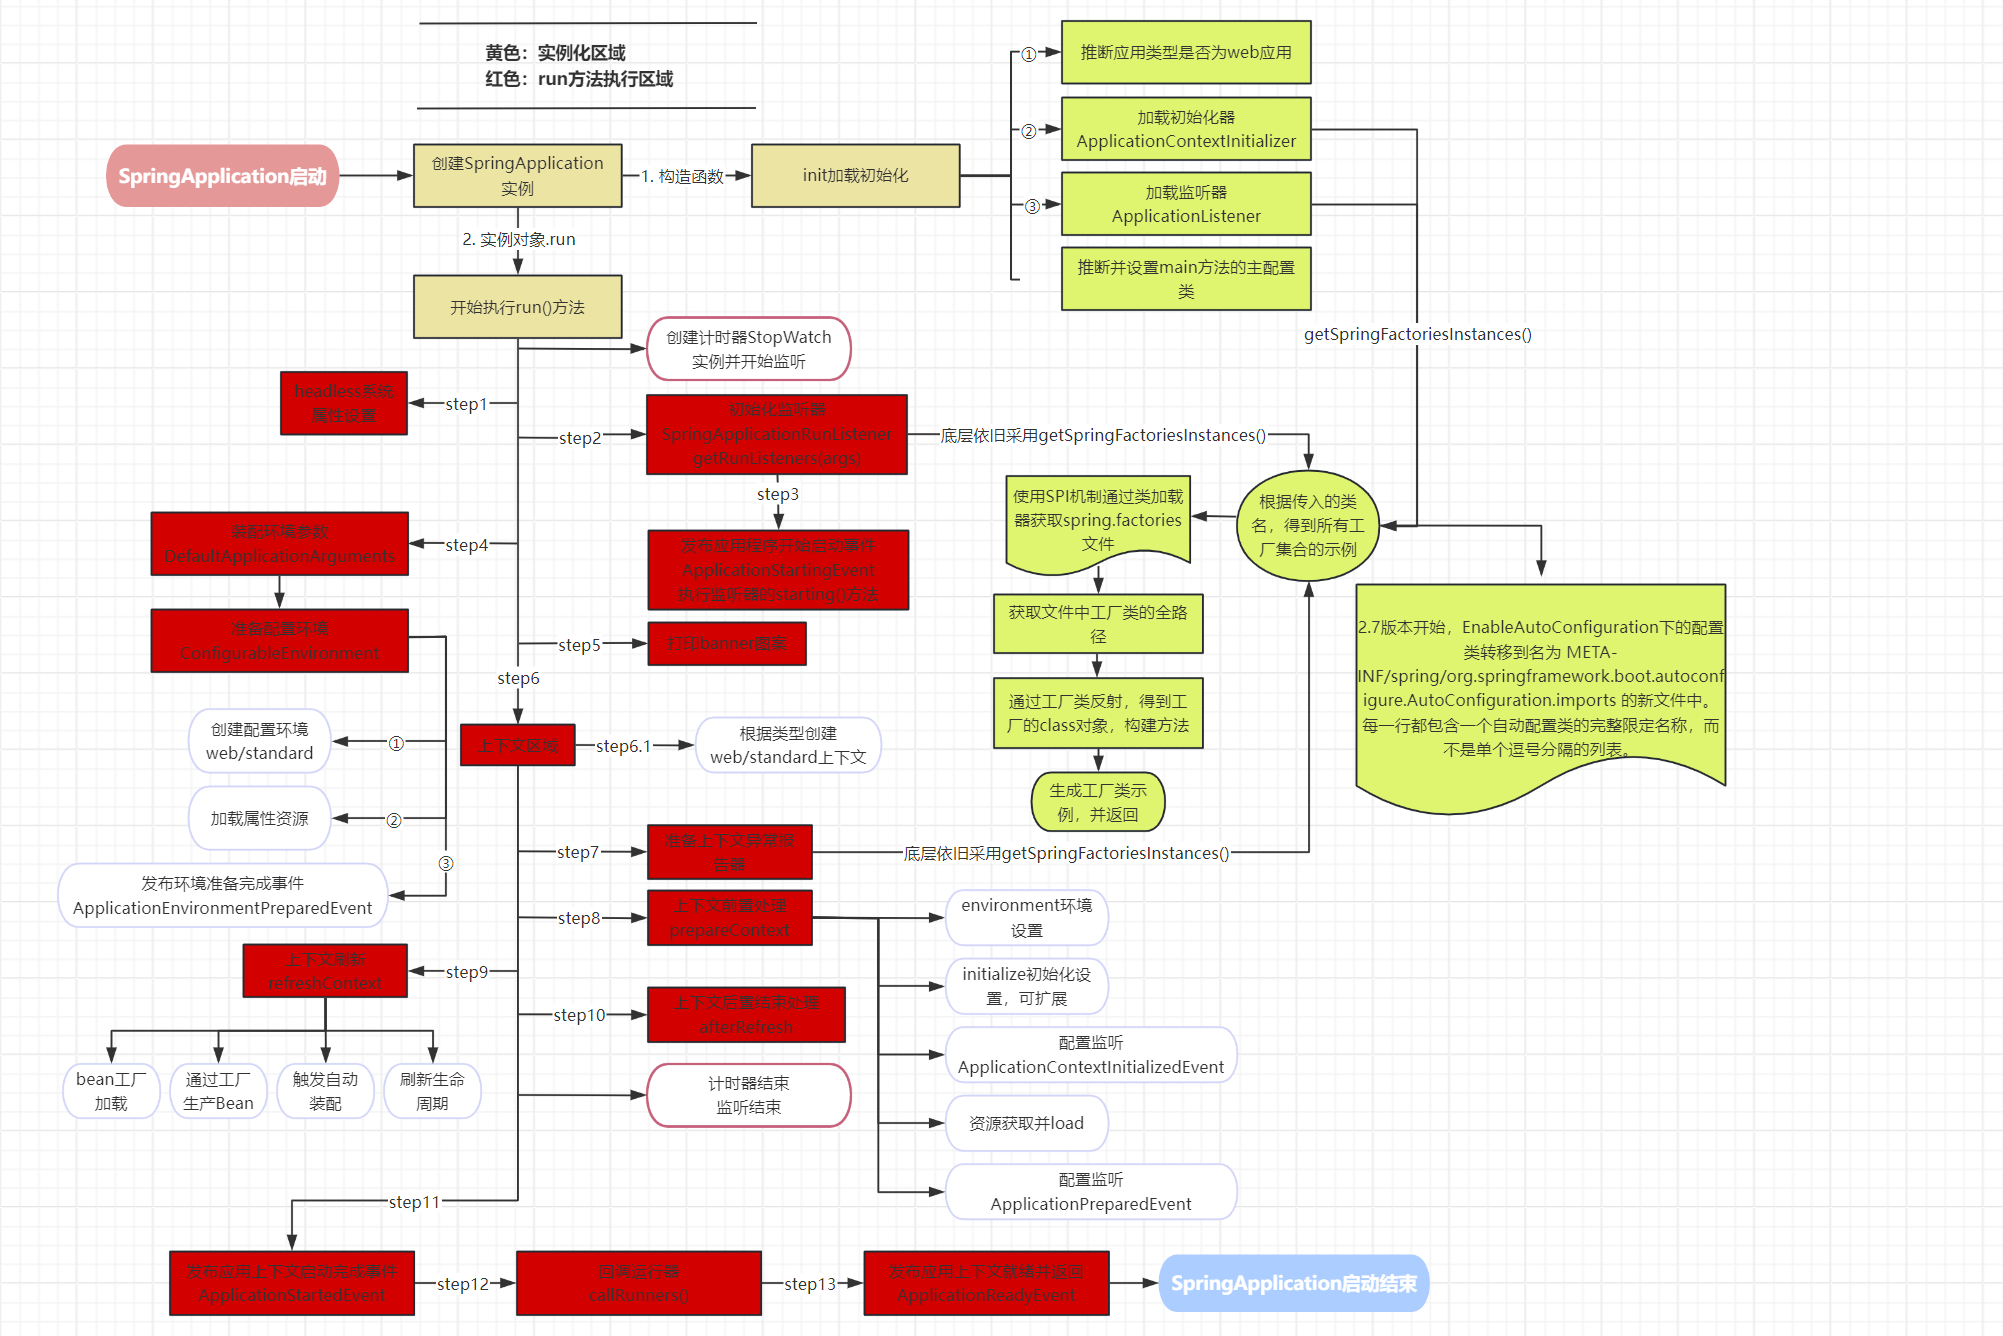 黄色：实例化区域
红色：run方法执行区域
SpringApplication启动
创建SpringApplication
实例
1. 构造函数
init加载初始化
①
推断应用类型是否为web应用
②
加载初始化器
ApplicationContextInitializer
③
加载监听器
ApplicationListener
推断并设置main方法的主配置
类
getSpringFactoriesInstances()
2. 实例对象.run
开始执行run()方法
创建计时器StopWatch
实例并开始监听
step1
headless系统
属性设置
step2
初始化监听器
SpringApplicationRunListener
getRunListeners(args)
底层依旧采用getSpringFactoriesInstances()
根据传入的类
名，得到所有工
厂集合的示例
使用SPI机制通过类加载
器获取spring.factories
文件
获取文件中工厂类的全路
径
通过工厂类反射，得到工
厂的class对象，构建方法
生成工厂类示
例，并返回
2.7版本开始，EnableAutoConfiguration下的配置
类转移到名为 META-
INF/spring/org.springframework.boot.autoconf
igure.AutoConfiguration.imports 的新文件中。
每一行都包含一个自动配置类的完整限定名称，而
不是单个逗号分隔的列表。
step3
发布应用程序开始启动事件
ApplicationStartingEvent
执行监听器的starting()方法
step4
装配环境参数
DefaultApplicationArguments
准备配置环境
ConfigurableEnvironment
①
创建配置环境
web/standard
②
加载属性资源
③
发布环境准备完成事件
ApplicationEnvironmentPreparedEvent
step5
打印banner图案
step6
上下文区域
step6.1
根据类型创建
web/standard上下文
step7
准备上下文异常报
告器
底层依旧采用getSpringFactoriesInstances()
step8
上下文前置处理
prepareContext
environment环境
设置
initialize初始化设
置，可扩展
配置监听
ApplicationContextInitializedEvent
资源获取并load
配置监听
ApplicationPreparedEvent
step9
上下文刷新
refreshContext
bean工厂
加载
通过工厂
生产Bean
触发自动
装配
刷新生命
周期
step10
上下文后置结束处理
afterRefresh
计时器结束
监听结束
step11
发布应用上下文启动完成事件
ApplicationStartedEvent
step12
回调运行器
callRunners()
step13
发布应用上下文就绪并返回
ApplicationReadyEvent
SpringApplication启动结束